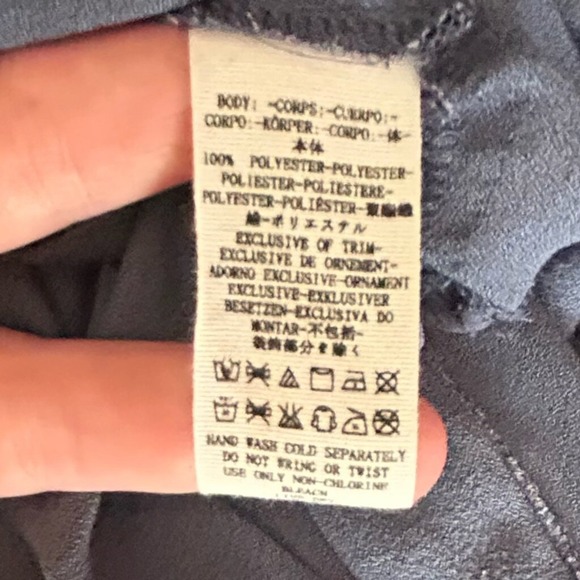 BODY: -CORPS:-CUERPO:-
CORPO:-KÖRPER:-CORPO:-体-
本体
100% POLYESTER-POLYESTER-
POLIESTER-POLIESTERE-
POLYESTER-POLIÉSTER-聚酯纖
維-ポリエステル
EXCLUSIVE OF TRIM-
EXCLUSIVE DE ORNEMENT-
ADORNO EXCLUSIVE-ORNAMENT
EXCLUSIVE-EXKLUSIVER
BESETZEN-EXCLUSIVA DO
MONTAR-不包括-
装飾部分を除く
HAND WASH COLD SEPARATELY
DO NOT WRING OR TWIST
USE ONLY NON-CHLORINE
BLEACH